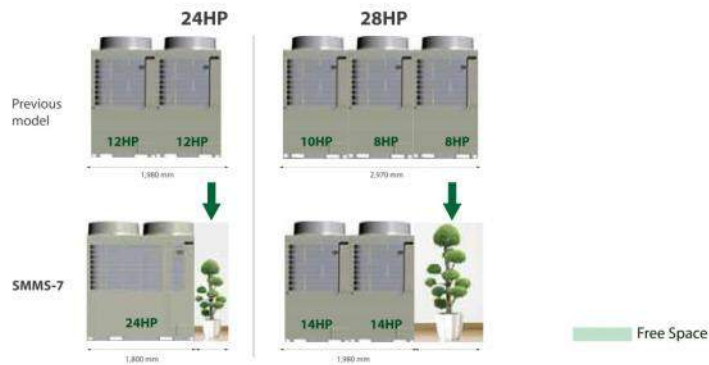 24HP
28HP
Previous
model
12HP 12HP
10HP 8HP 8HP
1,980 mm
2,970 mm
SMMS-7
24HP
14HP 14HP
1,800 mm
1,980 mm
Free Space